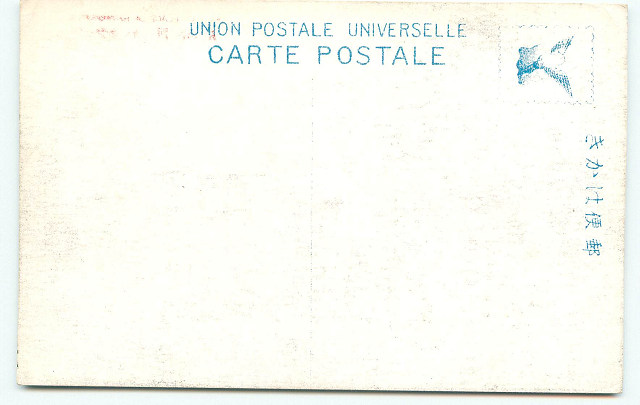 UNION POSTALE UNIVERSELLE
CARTE POSTALE
郵便はかき